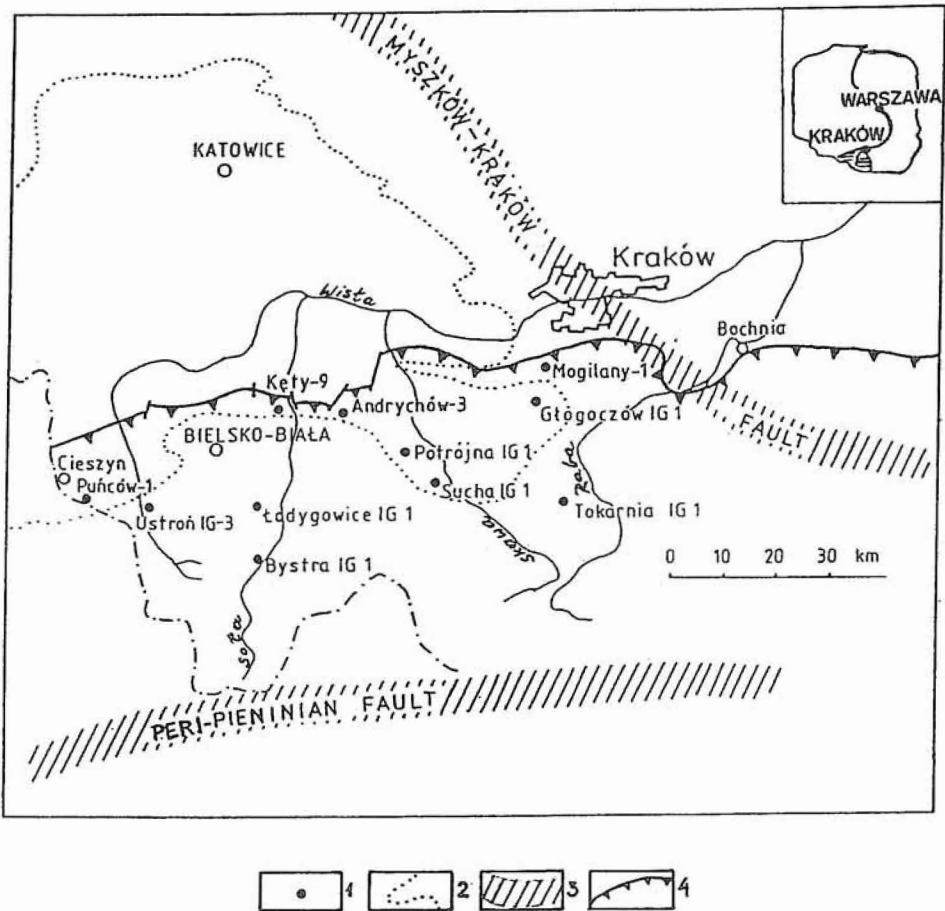 MYSZKÓW-KRAKÓW
WARSZAWA
KRAKÓW
KATOWICE
Kraków
Wisła
Bochnia
Mogilany-1
Kęty-9
Andrychów-3
Głogoczów IG 1
FAULT
BIELSKO-BIAŁA
Potrójna IG 1
Cieszyn
Puńców-1
Sucha IG 1
Raba
Ustroń IG-3
Łodygowice IG 1
Tokarnia IG 1
Skawa
Bystra IG 1
0 10 20 30 km
Soła
PERI-PIENINIAN FAULT
1 2 3 4